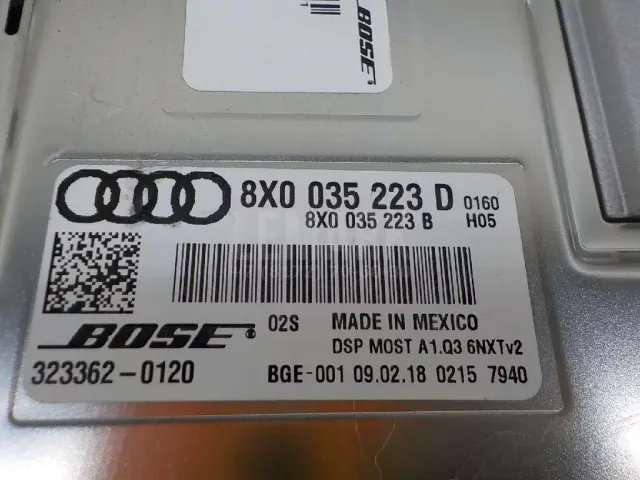 BOSE
8X0 035 223 D 0160
8X0 035 223 B H05
BOSE 02S MADE IN MEXICO
DSP MOST A1.Q3 6NXTv2
323362-0120 BGE-001 09.02.18 0215 7940